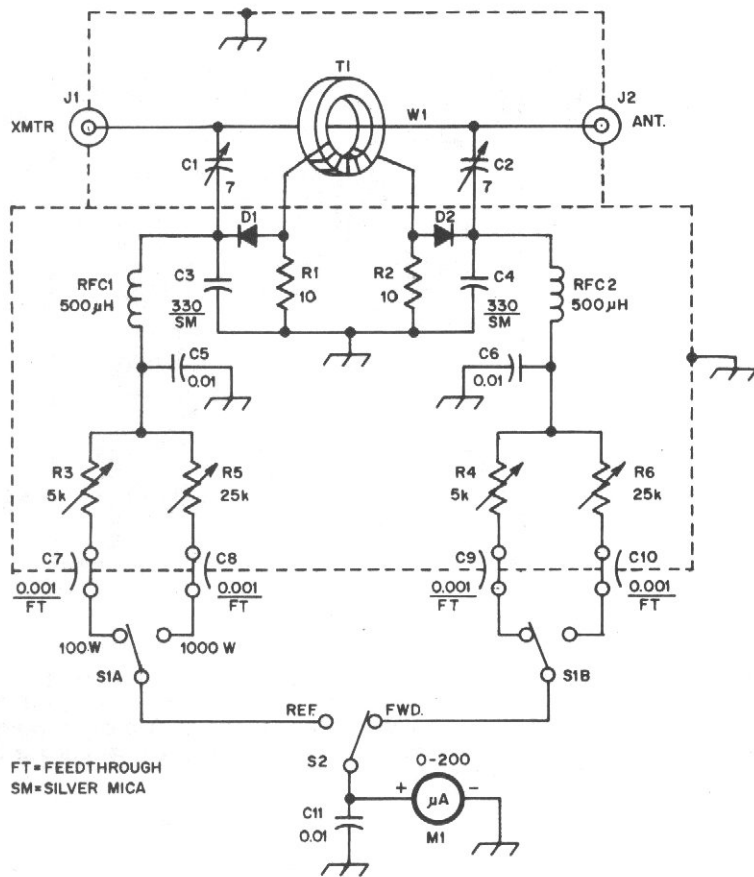 T1
J1
J2
XMTR
W1
ANT.
C1
7
C2
7
D1
D2
RFC1
500µH
C3
330
SM
R1
10
R2
10
C4
330
SM
RFC2
500µH
C5
0.01
C6
0.01
R3
5k
R5
25k
R4
5k
R6
25k
C7
C8
C9
C10
0.001
FT
0.001
FT
0.001
FT
0.001
FT
100W
1000 W
S1A
S1B
REF.
FWD.
S2
FT=FEEDTHROUGH
SM=SILVER MICA
0-200
+
µA
-
M1
C11
0.01